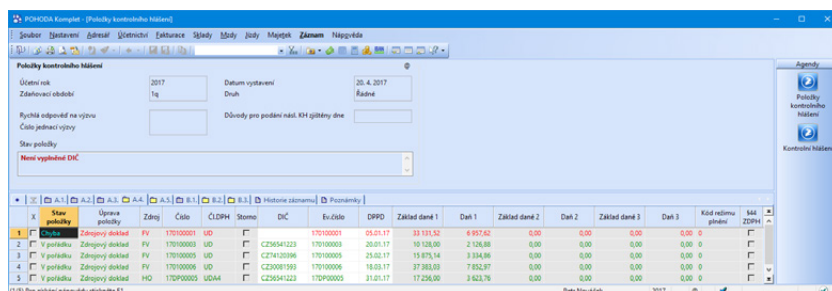 POHODA Komplet - [Položky kontrolního hlášení]
Soubor Nastavení Adresář Účetnictví Fakturace Sklady Mzdy Jízdy Majetek Záznam Nápověda
Položky kontrolního hlášení @ Agendy
Účetní rok 2017 Datum vystavení 20. 4. 2017
Zdaňovací období 1q Druh Řádné
Položky kontrolního hlášení
Rychlá odpověď na výzvu Důvody pro podání násl. KH zjištěny dne
Číslo jednací výzvy
Kontrolní hlášení
Stav položky
Není vyplněné DIČ
A.1. A.2. A.3. A.4. A.5. B.1. B.2. B.3. Historie záznamu Poznámky
X Stav položky Úprava položky Zdroj Číslo Čl.DPH Storno DIČ Ev.číslo DPPD Základ daně 1 Daň 1 Základ daně 2 Daň 2 Základ daně 3 Daň 3 Kód režimu plnění §44 ZDPH
1 Chyba Zdrojový doklad FV 170100001 UD 170100001 05.01.17 33 131,52 6 957,62 0,00 0,00 0,00 0,00 0
2 V pořádku Zdrojový doklad FV 170100003 UD CZ56541223 170100003 20.01.17 10 128,00 2 126,88 0,00 0,00 0,00 0,00 0
3 V pořádku Zdrojový doklad FV 170100005 UD CZ74120396 170100005 25.02.17 15 875,14 3 334,86 0,00 0,00 0,00 0,00 0
4 V pořádku Zdrojový doklad FV 170100006 UD CZ30081593 170100006 18.03.17 37 383,03 7 852,97 0,00 0,00 0,00 0,00 0
5 V pořádku Zdrojový doklad HO 17DP00005 UDA4 CZ56541223 17DP00005 31.01.17 17 256,00 3 623,76 0,00 0,00 0,00 0,00 0